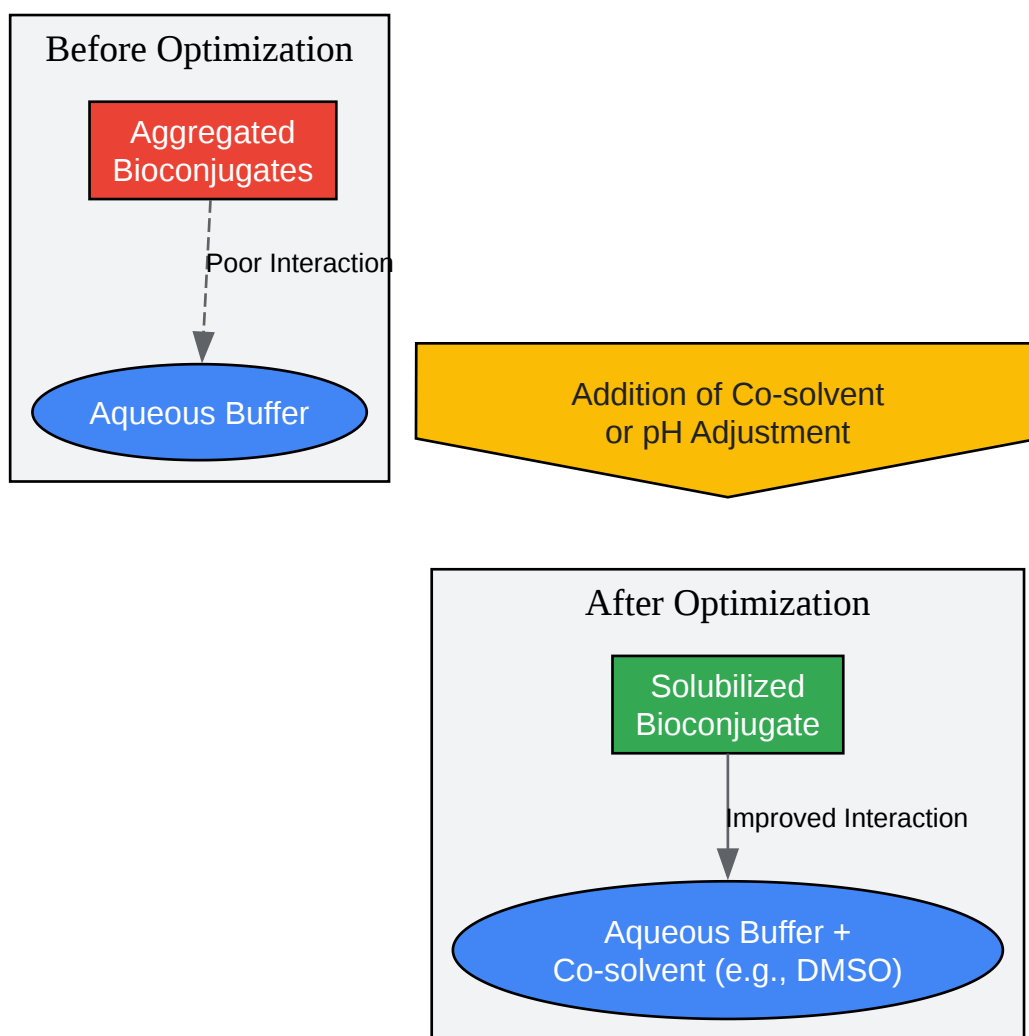 Before Optimization
Aggregated
Bioconjugates
Poor Interaction
Aqueous Buffer
Addition of Co-solvent
or pH Adjustment
After Optimization
Solubilized
Bioconjugate
Improved Interaction
Aqueous Buffer +
Co-solvent (e.g., DMSO)